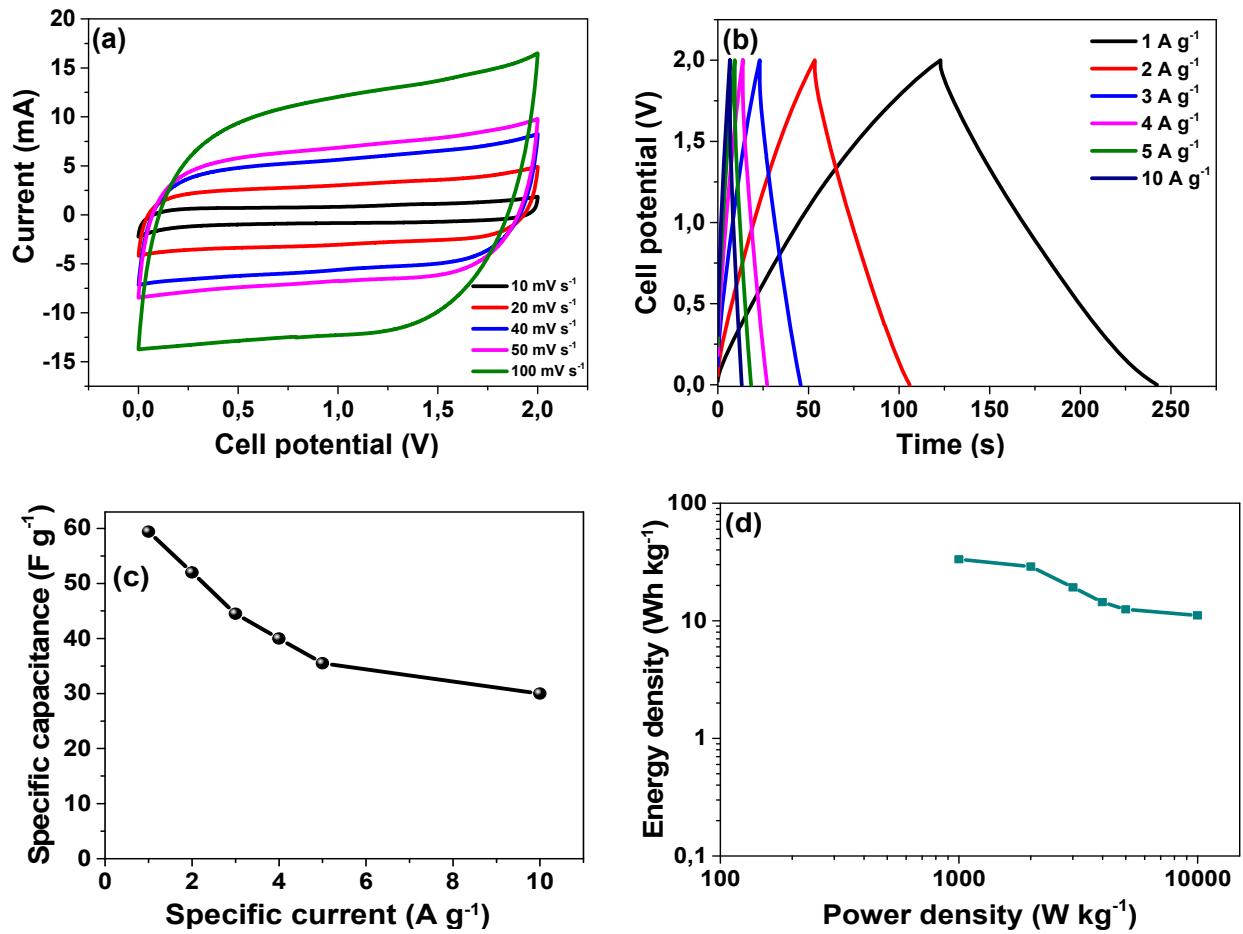 (a)
20
15
10
5
0
-5
-10
-15
Current (mA)
10 mV s⁻¹
20 mV s⁻¹
40 mV s⁻¹
50 mV s⁻¹
100 mV s⁻¹
0,0 0,5 1,0 1,5 2,0
Cell potential (V)
(b)
2,0
1,5
1,0
0,5
0,0
Cell potential (V)
1 A g⁻¹
2 A g⁻¹
3 A g⁻¹
4 A g⁻¹
5 A g⁻¹
10 A g⁻¹
0 50 100 150 200 250
Time (s)
(c)
60
50
40
30
20
10
0
Specific capacitance (F g⁻¹)
0 2 4 6 8 10
Specific current (A g⁻¹)
(d)
100
10
1
0,1
Energy density (Wh kg⁻¹)
100 1000 10000
Power density (W kg⁻¹)